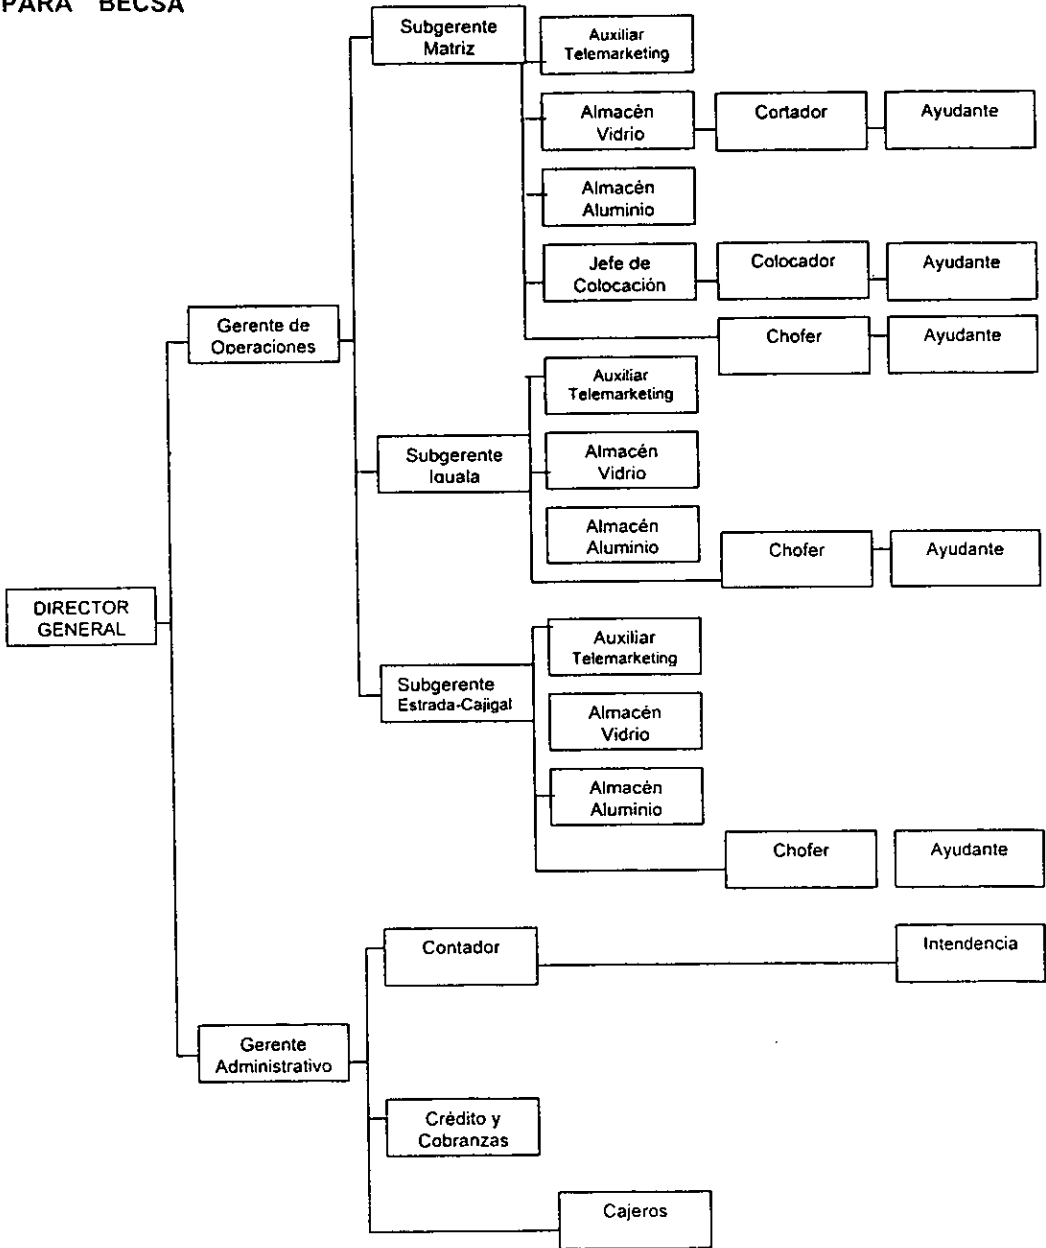 PARA BECSA
Subgerente
Matriz
Auxiliar
Telemarketing
Almacén
Vidrio
Cortador
Ayudante
Almacén
Aluminio
Jefe de
Colocación
Colocador
Ayudante
Gerente de
Operaciones
Chofer
Ayudante
Auxiliar
Telemarketing
Subgerente
Iguala
Almacén
Vidrio
Almacén
Aluminio
Chofer
Ayudante
DIRECTOR
GENERAL
Auxiliar
Telemarketing
Subgerente
Estrada-Cajigal
Almacén
Vidrio
Almacén
Aluminio
Chofer
Ayudante
Contador
Intendencia
Gerente
Administrativo
Crédito y
Cobranzas
Cajeros